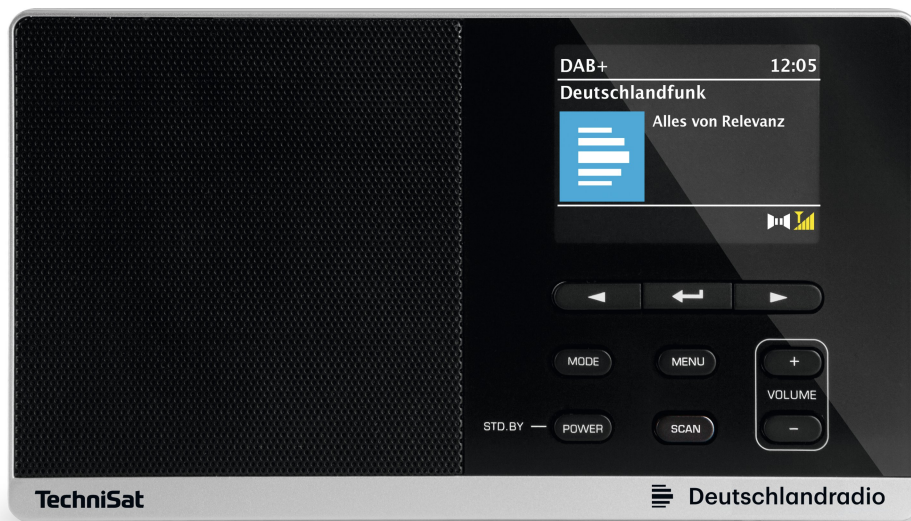 DAB+ 12:05
Deutschlandfunk
Alles von Relevanz
MODE MENU +
VOLUME
STD.BY POWER SCAN −
TechniSat Deutschlandradio